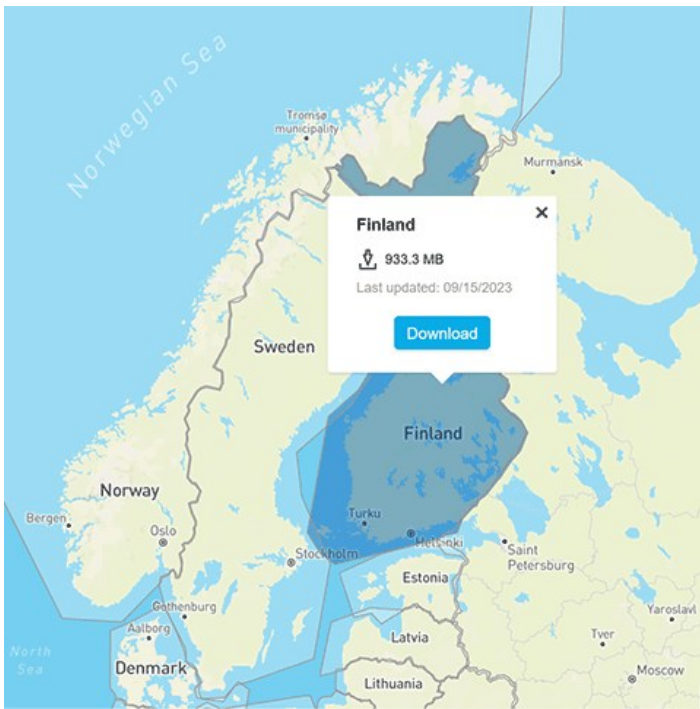 Norwegian Sea
Tromsø
municipality
Murmansk
Finland
933.3 MB
Last updated: 09/15/2023
Download
Sweden
Finland
Norway
Bergen
Oslo
Turku
Helsinki
Stockholm
Saint
Petersburg
Estonia
Gothenburg
Yaroslavl
Aalborg
Tver
Latvia
North
Sea
Denmark
Moscow
Lithuania